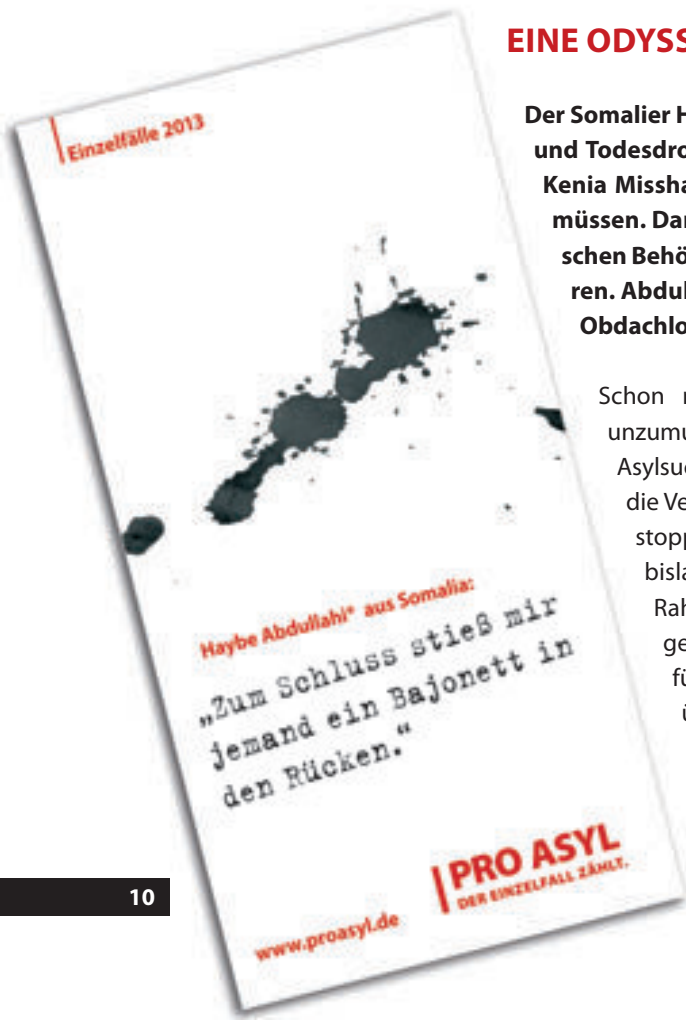 EINE ODYSS
Der Somalier H
und Todesdro
Kenia Missha
müssen. Dar
schen Behö
ren. Abdul
Obdachlo
Schon r
unzumu
Asylsu
die Ve
stopp
bisla
Rah
ge
fü
ü
Einzelfälle 2013
Haybe Abdullahi* aus Somalia:
„Zum Schluss stieß mir
jemand ein Bajonett in
den Rücken."
PRO ASYL
DER EINZELFALL ZÄHLT.
www.proasyl.de
10